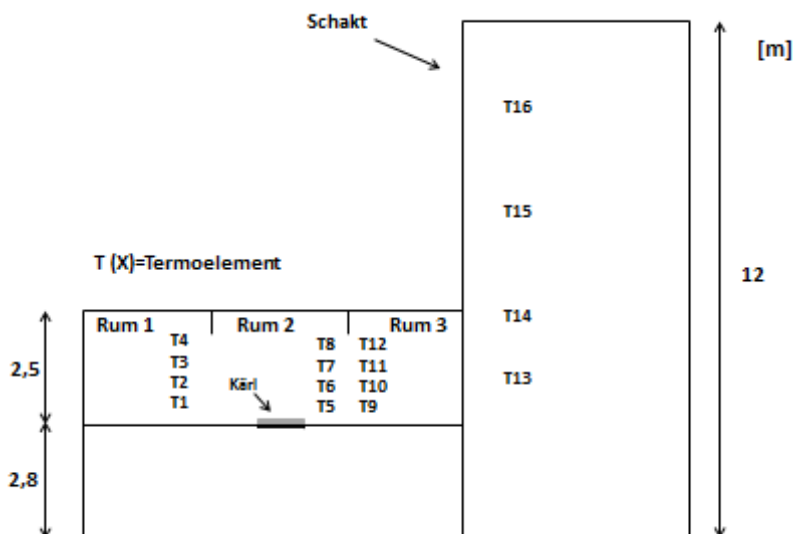 Schakt
[m]
T16
T15
T (X)=Termoelement
12
Rum 1
Rum 2
Rum 3
T14
T4
T8
T12
T3
T7
T11
2,5
T13
T2
Kärl
T6
T10
T1
T5
T9
2,8